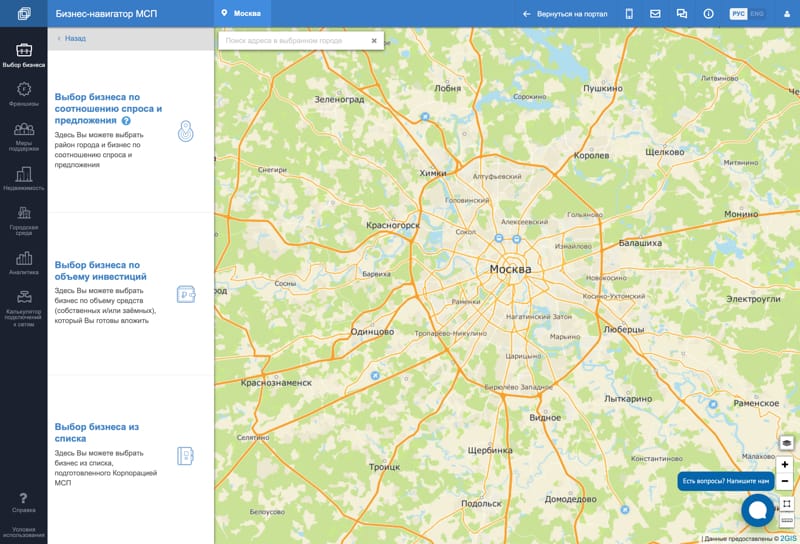 Бизнес-навигатор МСП
Москва
Вернуться на портал
РУС ENG
Выбор бизнеса
Франшизы
Меры
поддержки
Недвижимость
Городская
среда
Аналитика
Калькулятор
подключения
к сетям
Справка
Условия
использования
Назад
Выбор бизнеса по
соотношению спроса и
предложения ?
Здесь Вы можете выбрать
район города и бизнес по
соотношению спроса и
предложения
Выбор бизнеса по
объему инвестиций
Здесь Вы можете выбрать
бизнес по объему средств
(собственных и/или заёмных),
который Вы готовы вложить
Выбор бизнеса из
списка
Здесь Вы можете выбрать
бизнес из списка,
подготовленного Корпорацией
МСП
Поиск адреса в выбранном городе
Литвиново
Лобня
Пушкино
Сорокино
Зеленоград
Королев
Щелково
Митянино
Снегири
Химки
Алтуфьевский
Головинский
Гольяново
Монино
Красногорск
Сокол
Алексеевский
Измайлово
Балашиха
Барвиха
Москва
Новокосино
Сосны
род
Раменки
Косино-Ухтомский
Электроугли
Нагатинский Затон
Одинцово
Тропарево-Никулино
Марьино
Люберцы
Царицыно
Краснознаменск
Бирюлёво Западное
Лыткарино
Раменское
Видное
Селятино
Щербинка
Константиново
Малахово
Троицк
Подольск
Домодедово
Белоусово
Есть вопросы? Напишите нам
| Данные предоставлены © 2GIS